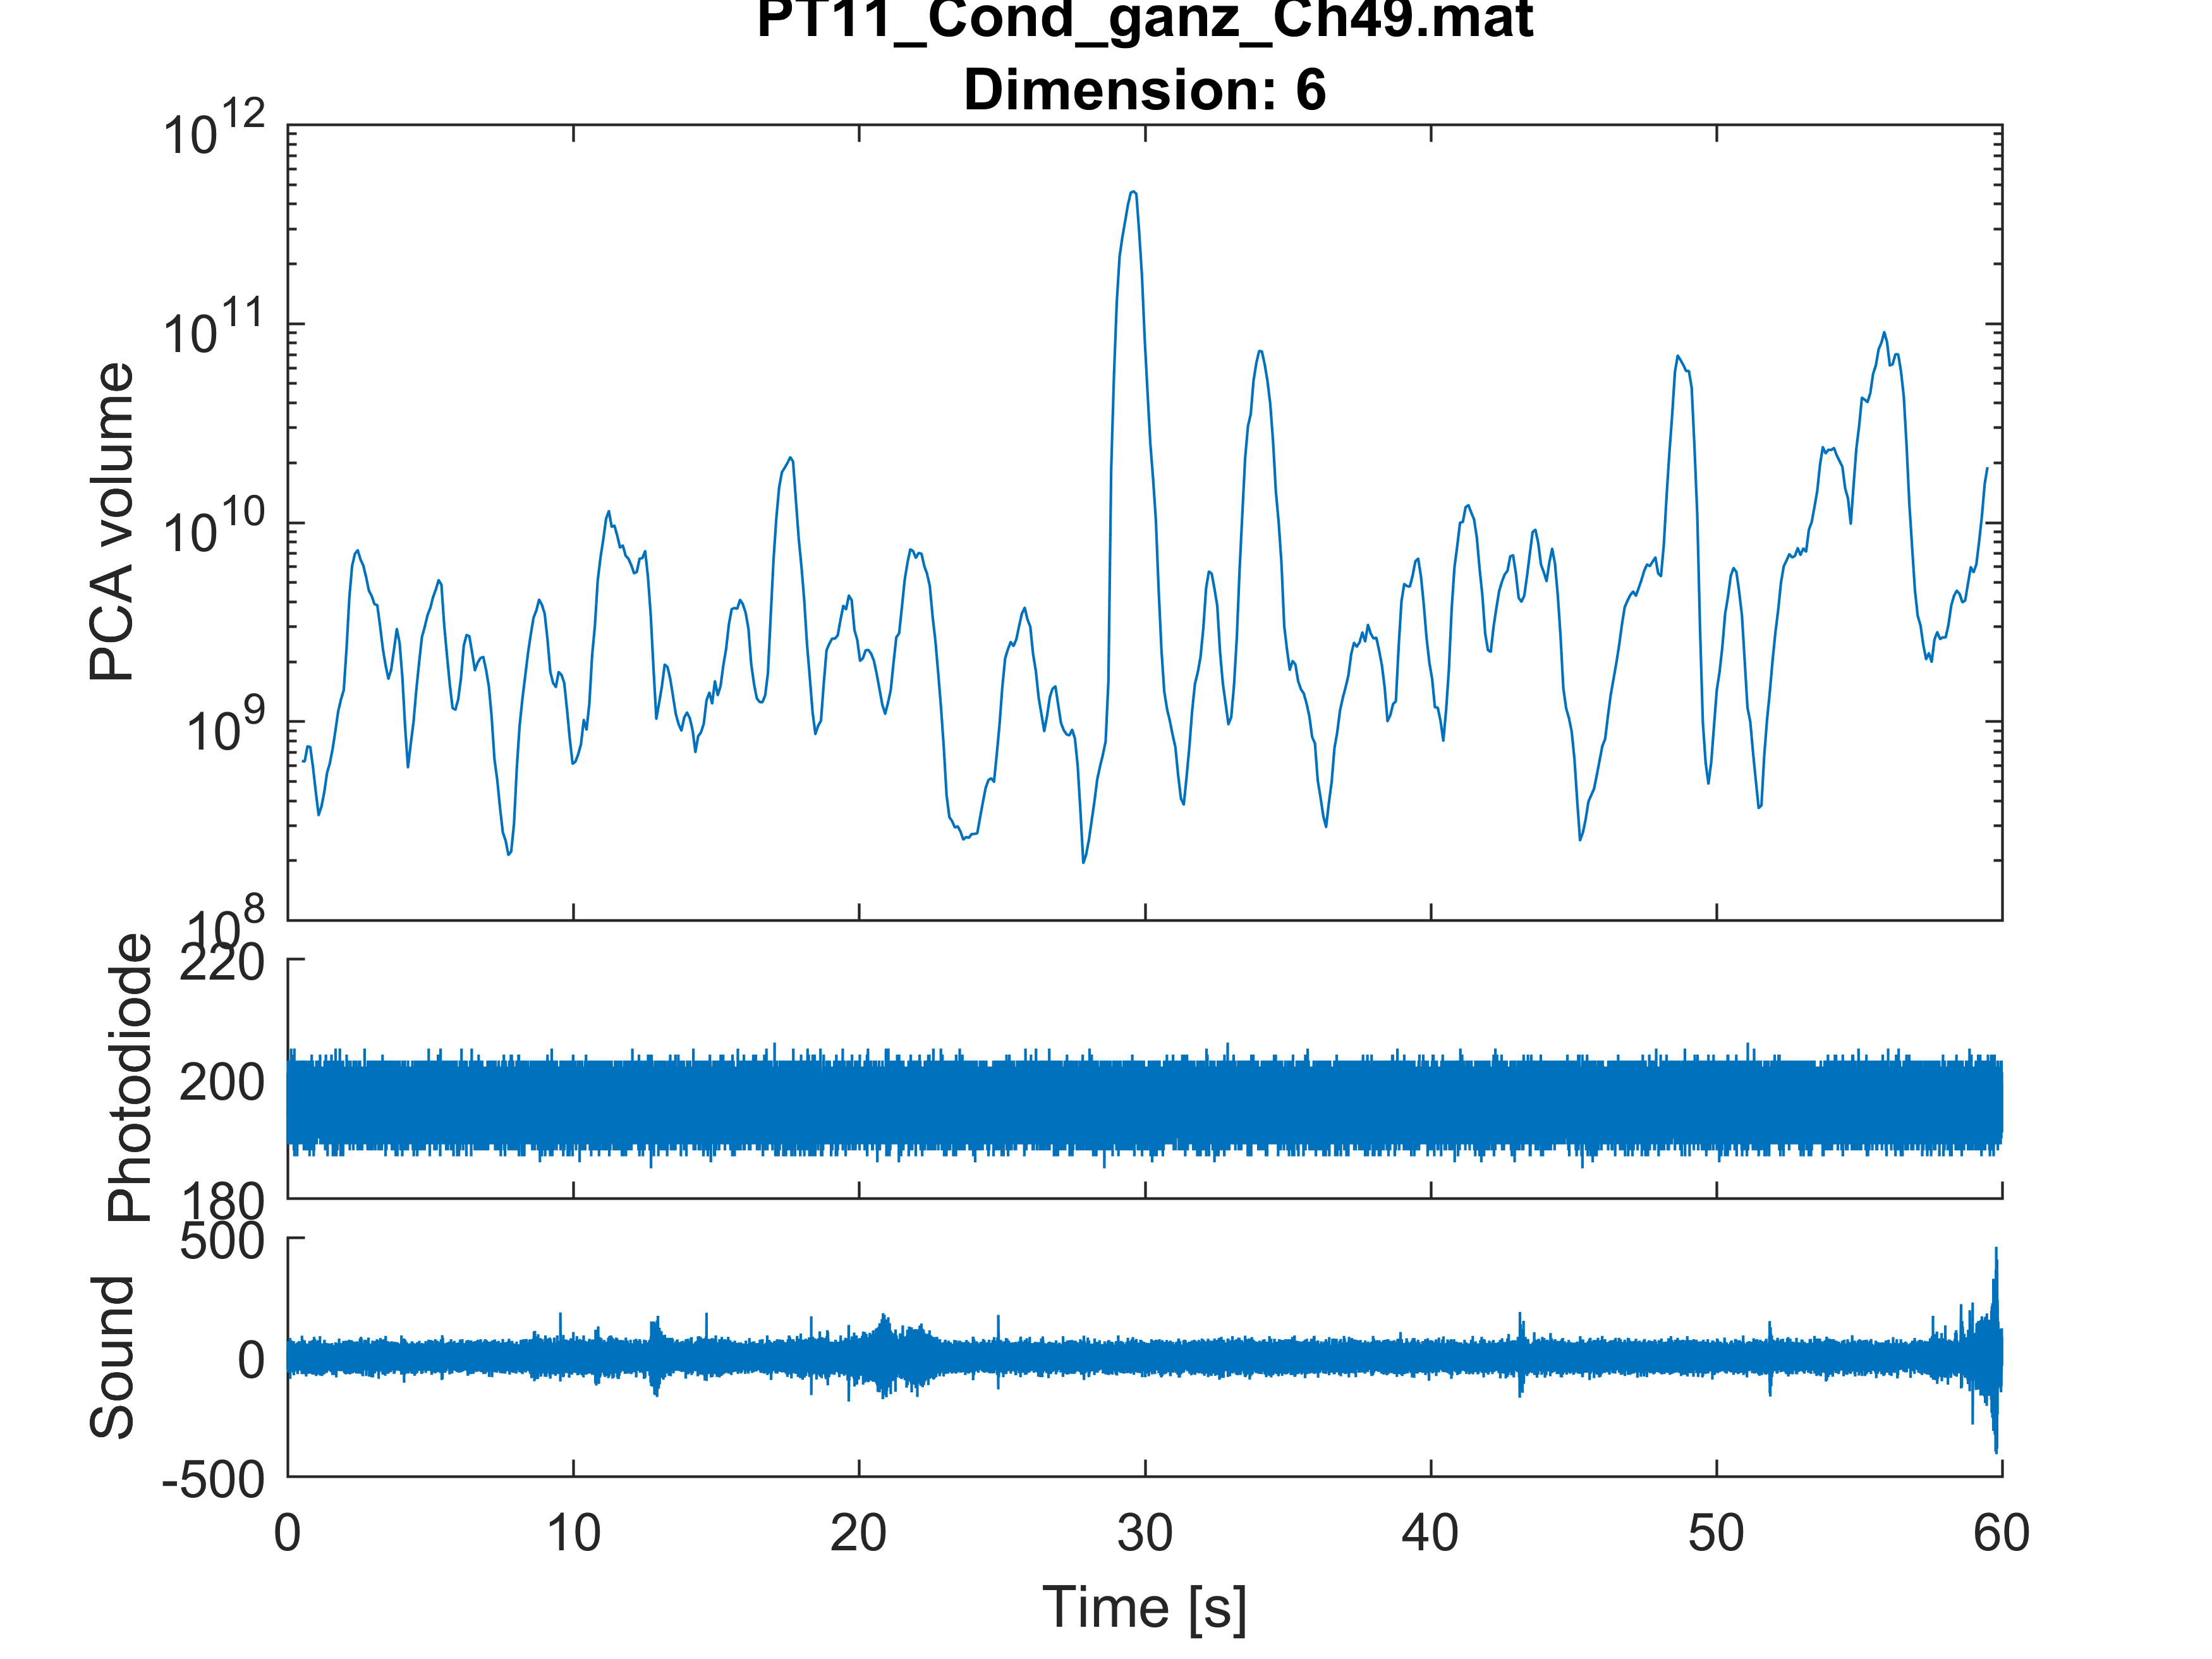 PT11_Cond_ganz_Ch49.mat
Dimension: 6
10^12
10^11
10^10
10^9
10^8
PCA volume
220
200
180
Photodiode
500
0
-500
Sound
0 10 20 30 40 50 60
Time [s]